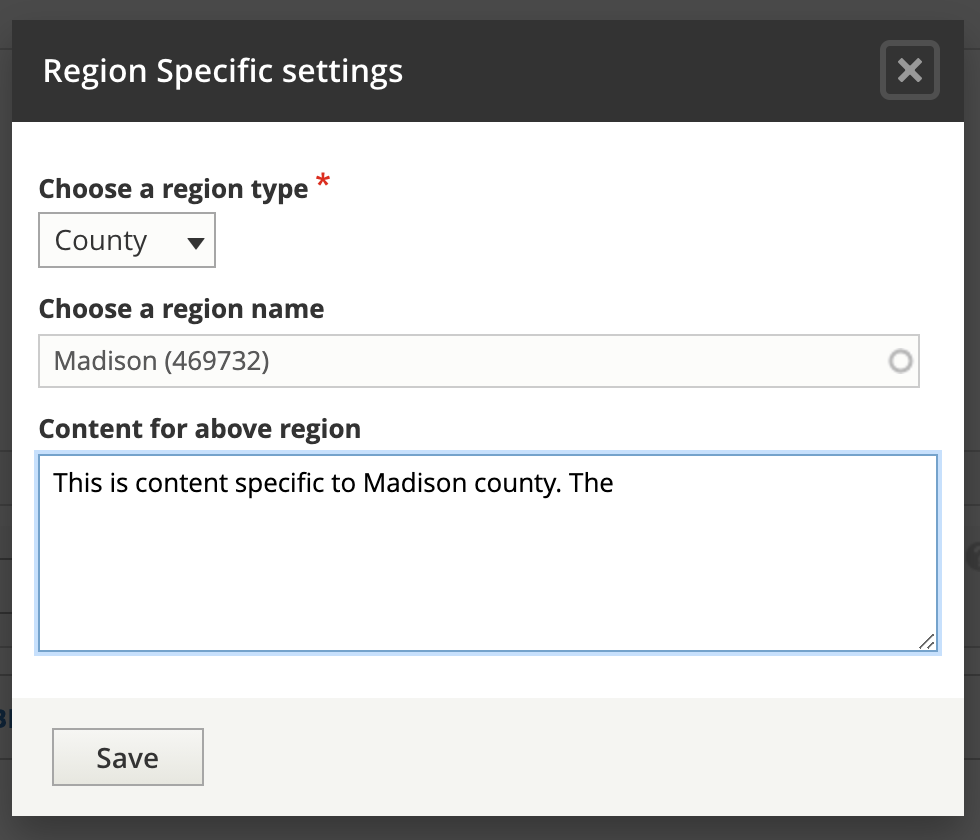 Region Specific settings
Choose a region type *
County
Choose a region name
Madison (469732)
Content for above region
This is content specific to Madison county. The
Save